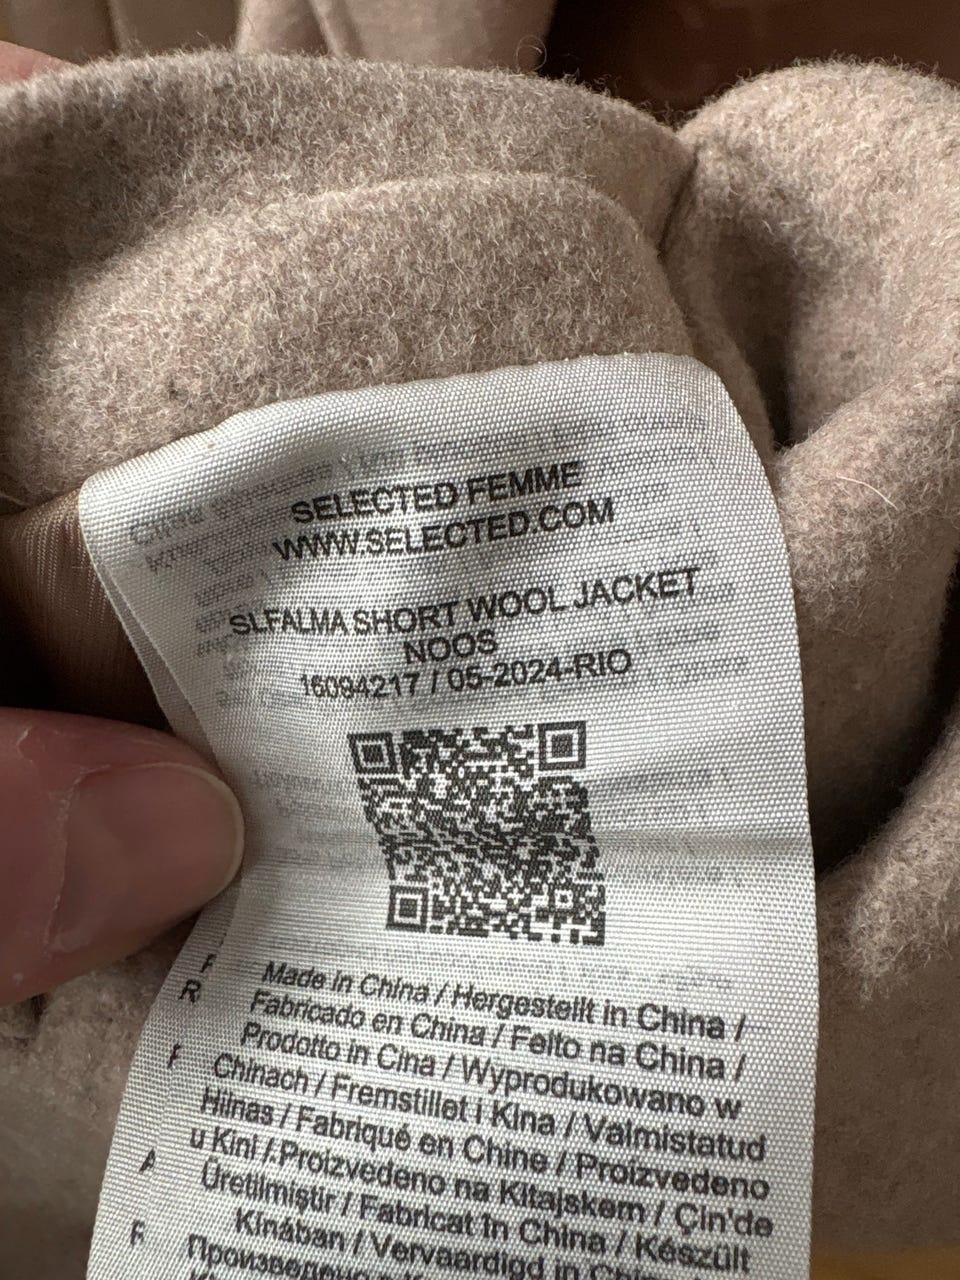 SELECTED FEMME
WWW.SELECTED.COM
SLFALMA SHORT WOOL JACKET
NOOS
16094217 / 05-2024-RIO
Made in China / Hergestellt in China /
Fabricado en China / Feito na China /
Prodotto in Cina / Wyprodukowano w
Chinach / Fremstillet i Kina / Valmistatud
Hiinas / Fabriqué en Chine / Proizvedeno
u Kini / Proizvedeno na Kitajskem / Çin'de
Üretilmiştir / Fabricat în China / Készült
Kínában / Vervaardigd in China
Произведено